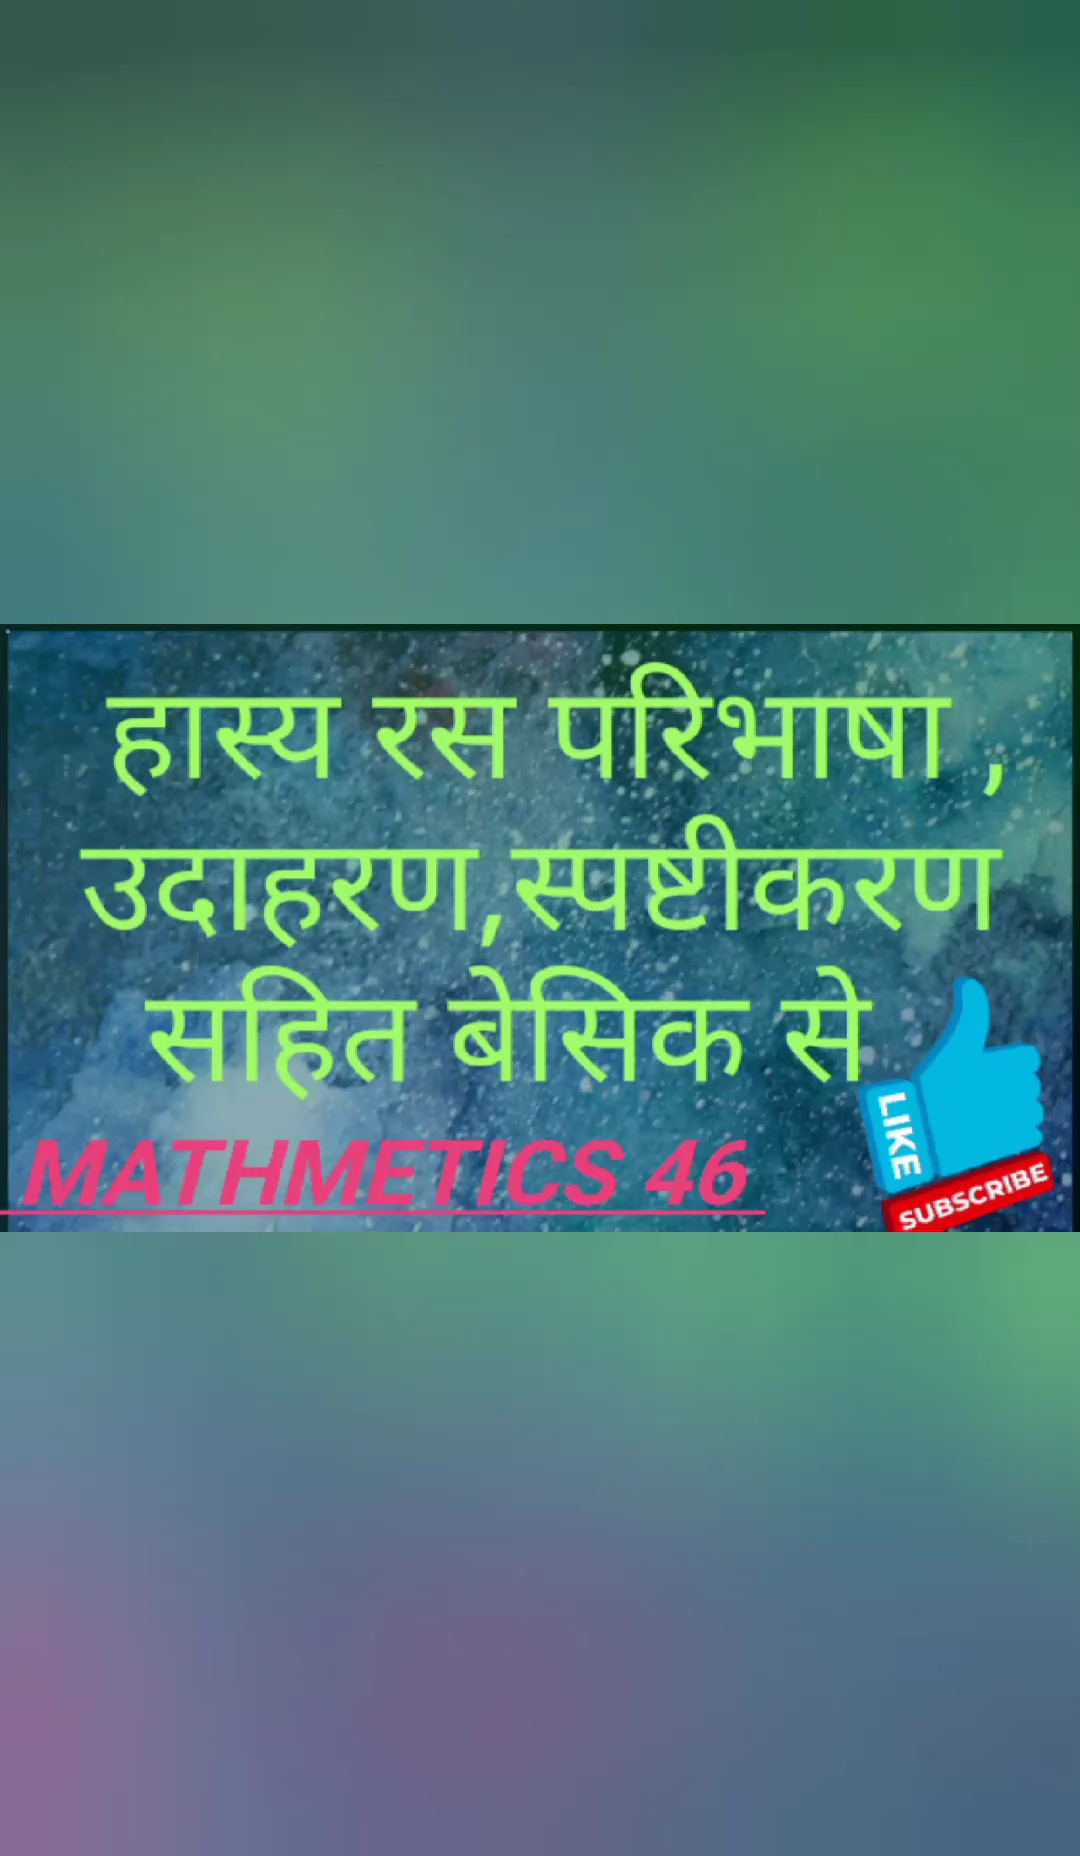 हास्य रस परिभाषा ,
उदाहरण,स्पष्टीकरण
सहित बेसिक से
MATHMETICS 46
LIKE
SUBSCRIBE